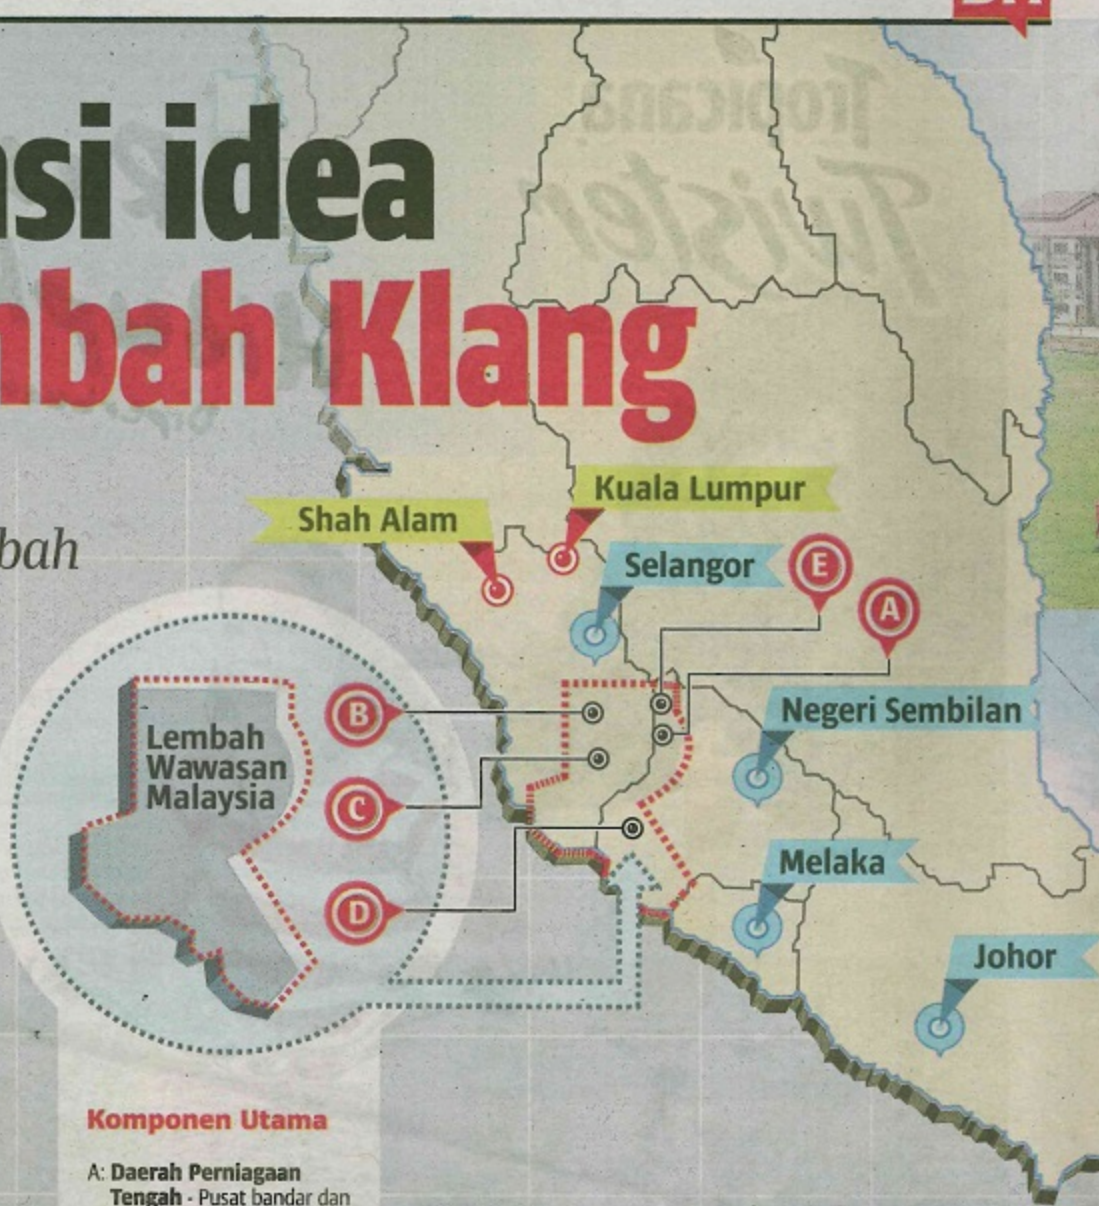 si idea
mbah Klang
bah
Kuala Lumpur
Shah Alam
Selangor
E
A
Negeri Sembilan
B
Lembah
Wawasan
Malaysia
C
Melaka
D
Johor
Komponen Utama
A: Daerah Perniagaan
Tengah - Pusat bandar dan